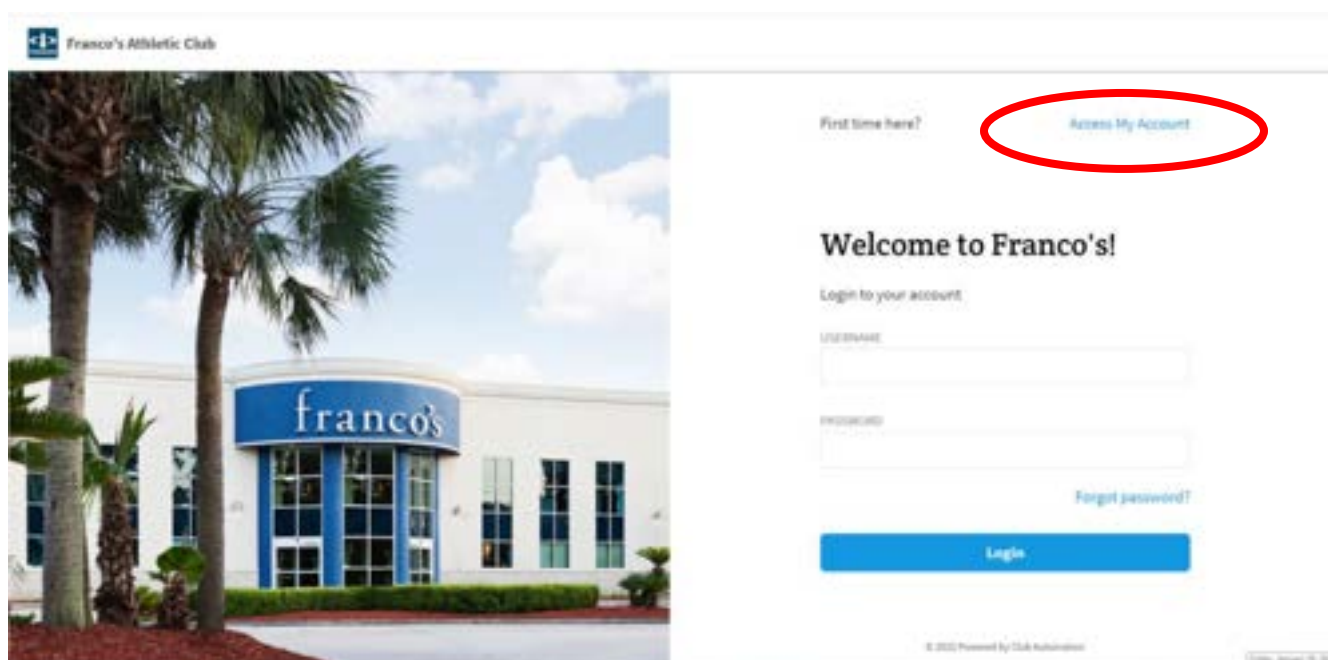 Franco's Athletic Club
First time here? Access My Account
Welcome to Franco's!
Login to your account
USERNAME
PASSWORD
franco's
Forgot password?
Login
© 2022 Powered by Club Automation